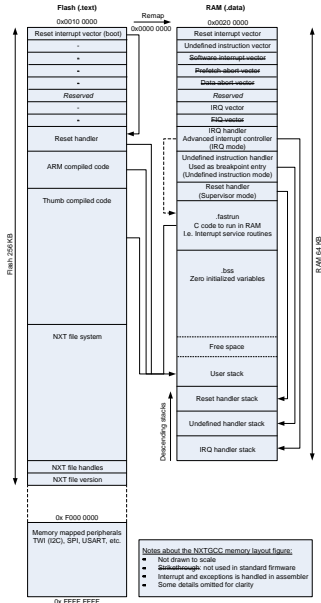 Flash (.text)
0x0010 0000
Remap
0x0000 0000
RAM (.data)
0x0020 0000
Reset interrupt vector (boot)
-
-
-
-
Reserved
-
-
Reset handler
ARM compiled code
Thumb compiled code
NXT file system
NXT file handles
NXT file version
Flash 256 KB
0x F000 0000
Memory mapped peripherals
TWI (I2C), SPI, USART, etc.
0x FFFF FFFF
Reset interrupt vector
Undefined instruction vector
Software interrupt vector
Prefetch abort vector
Data abort vector
Reserved
IRQ vector
FIQ vector
IRQ handler
Advanced interrupt controller
(IRQ mode)
Undefined instruction handler
Used as breakpoint entry
(Undefined instruction mode)
Reset handler
(Supervisor mode)
.fastrun
C code to run in RAM
I.e. Interrupt service routines
.bss
Zero initialized variables
Free space
User stack
Reset handler stack
Undefined handler stack
IRQ handler stack
Descending stacks
RAM 64 KB
Notes about the NXTGCC memory layout figure:
Not drawn to scale
Strikethrough: not used in standard firmware
Interrupt and exceptions is handled in assembler
Some details omitted for clarity